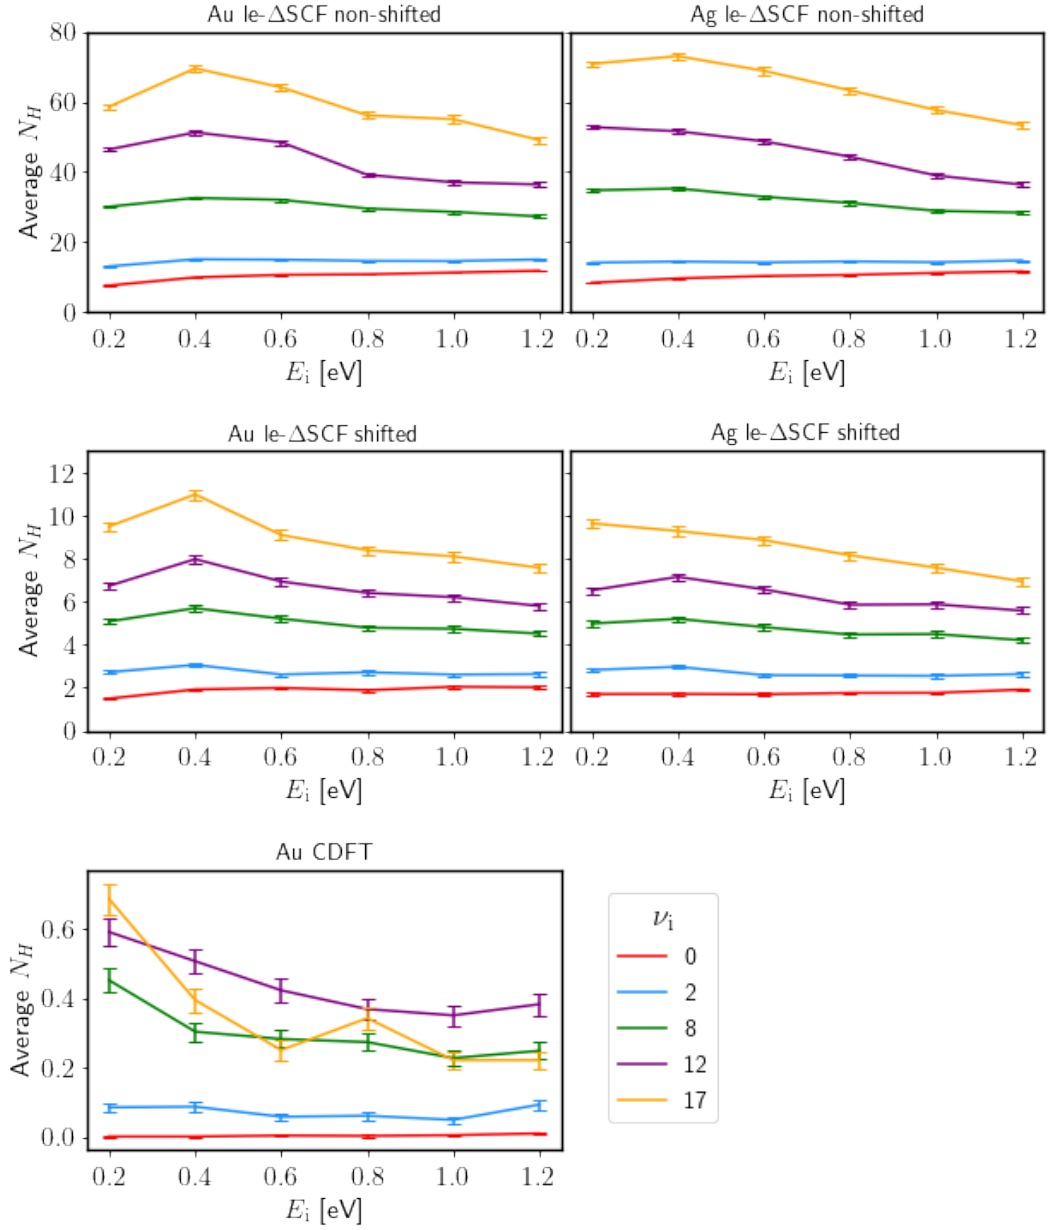 Au le-ΔSCF non-shifted
Ag le-ΔSCF non-shifted
80
60
40
20
0
Average N_H
0.2 0.4 0.6 0.8 1.0 1.2
0.2 0.4 0.6 0.8 1.0 1.2
E_i [eV]
E_i [eV]
Au le-ΔSCF shifted
Ag le-ΔSCF shifted
12
10
8
6
4
2
0
Average N_H
0.2 0.4 0.6 0.8 1.0 1.2
0.2 0.4 0.6 0.8 1.0 1.2
E_i [eV]
E_i [eV]
Au CDFT
0.6
0.4
0.2
0.0
Average N_H
0.2 0.4 0.6 0.8 1.0 1.2
E_i [eV]
ν_i
0
2
8
12
17